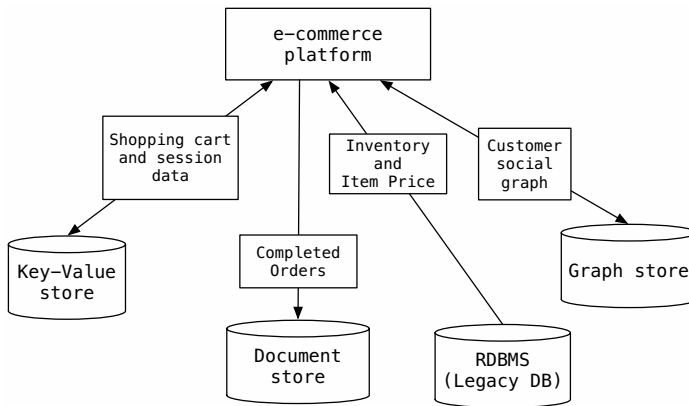 e-commerce
platform
Shopping cart
and session
data
Inventory
and
Item Price
Customer
social
graph
Completed
Orders
Key-Value
store
Graph store
Document
store
RDBMS
(Legacy DB)